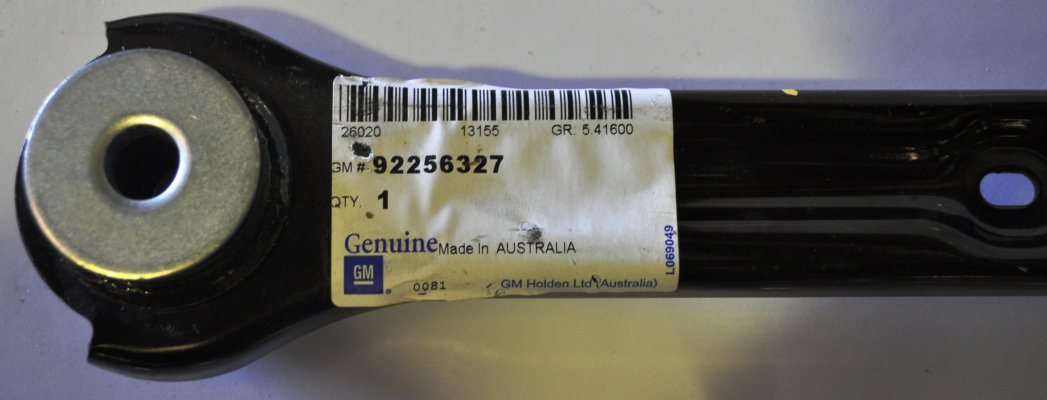 26020 13155 GR. 5.41600
GM # 92256327
QTY. 1
Genuine Made In AUSTRALIA
GM
0081 GM Holden Ltd (Australia)
L069049